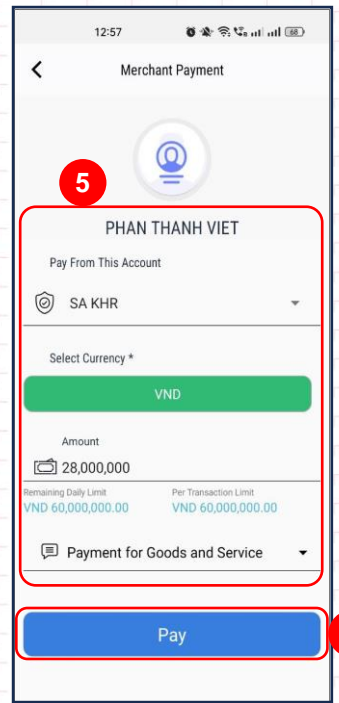 12:57 68
Merchant Payment
5
PHAN THANH VIET
Pay From This Account
SA KHR
Select Currency *
VND
Amount
28,000,000
Remaining Daily Limit Per Transaction Limit
VND 60,000,000.00 VND 60,000,000.00
Payment for Goods and Service
Pay